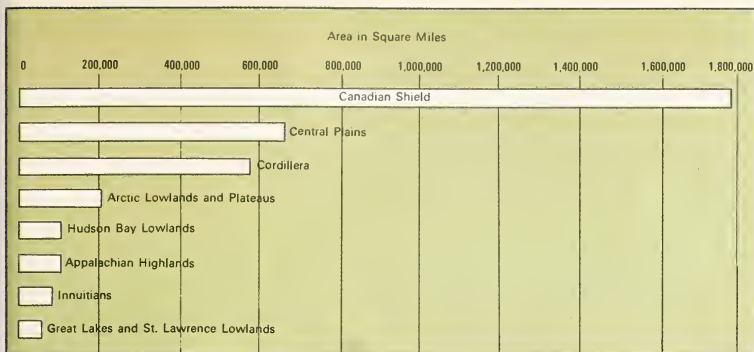 Area in Square Miles
0 200,000 400,000 600,000 800,000 1,000,000 1,200,000 1,400,000 1,600,000 1,800,000
Canadian Shield
Central Plains
Cordillera
Arctic Lowlands and Plateaus
Hudson Bay Lowlands
Appalachian Highlands
Innuitians
Great Lakes and St. Lawrence Lowlands